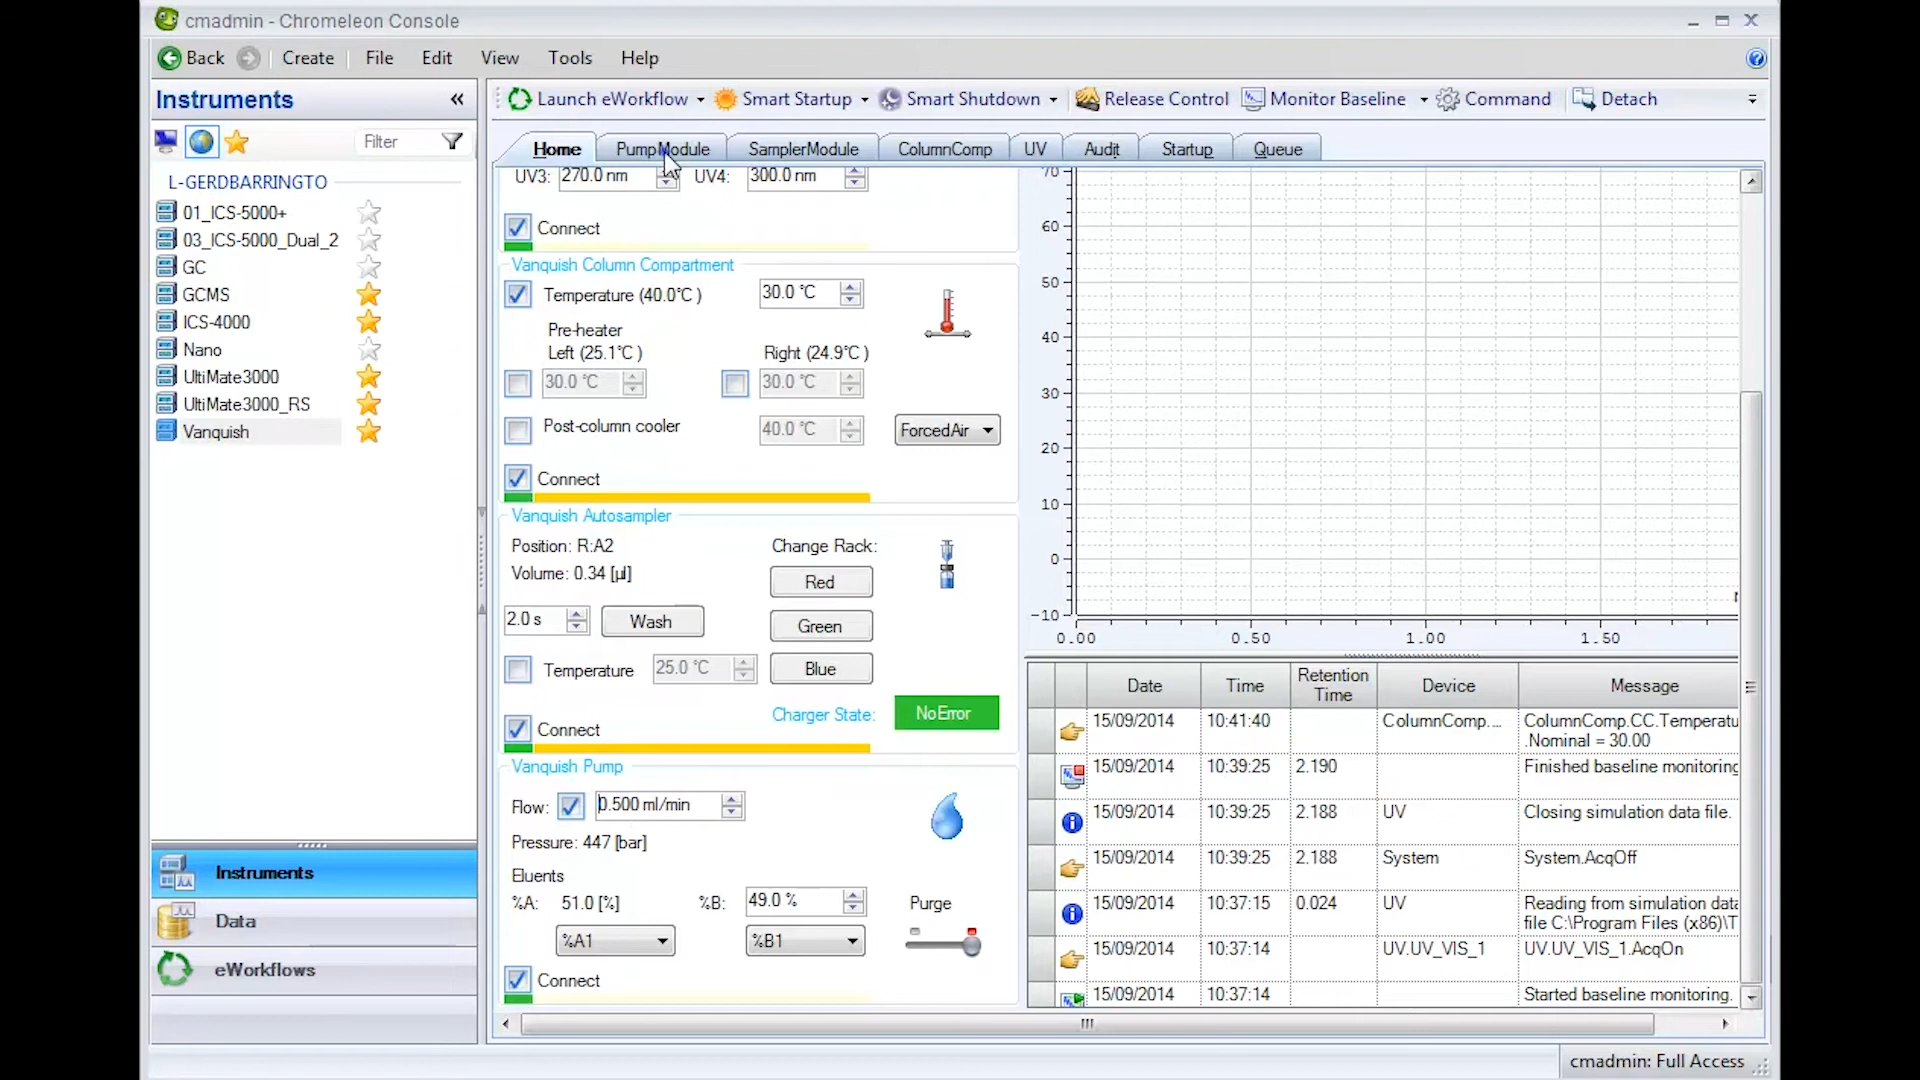 cmadmin - Chromeleon Console
Back Create File Edit View Tools Help
Instruments
Filter
L-GERDBARRINGTO
01_ICS-5000+
03_ICS-5000_Dual_2
GC
GCMS
ICS-4000
Nano
UltiMate3000
UltiMate3000_RS
Vanquish
Instruments
Data
eWorkflows
Launch eWorkflow Smart Startup Smart Shutdown Release Control Monitor Baseline Command Detach
Home PumpModule SamplerModule ColumnComp UV Audit Startup Queue
UV3: 270.0 nm UV4: 300.0 nm
Connect
Vanquish Column Compartment
Temperature (40.0°C ) 30.0 °C
Pre-heater
Left (25.1°C ) Right (24.9°C )
30.0 °C 30.0 °C
Post-column cooler 40.0 °C ForcedAir
Connect
Vanquish Autosampler
Position: R:A2 Change Rack:
Volume: 0.34 [µl]
Red
2.0 s Wash Green
Temperature 25.0 °C Blue
Charger State: NoError
Connect
Vanquish Pump
Flow: 0.500 ml/min
Pressure: 447 [bar]
Eluents
%A: 51.0 [%] %B: 49.0 % Purge
%A1 %B1
Connect
70
60
50
40
30
20
10
0
-10
0.00 0.50 1.00 1.50
Date Time Retention Time Device Message
15/09/2014 10:41:40 ColumnComp.... ColumnComp.CC.Temperatu
.Nominal = 30.00
15/09/2014 10:39:25 2.190 Finished baseline monitoring
15/09/2014 10:39:25 2.188 UV Closing simulation data file.
15/09/2014 10:39:25 2.188 System System.AcqOff
15/09/2014 10:37:15 0.024 UV Reading from simulation data
file C:\Program Files (x86)\T
15/09/2014 10:37:14 UV.UV_VIS_1 UV.UV_VIS_1.AcqOn
15/09/2014 10:37:14 Started baseline monitoring.
cmadmin: Full Access